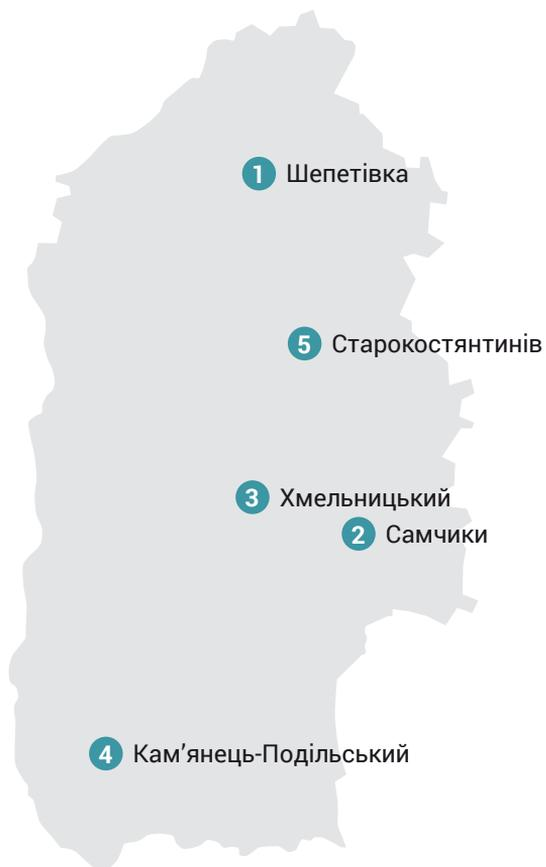 1 Шепетівка
5 Старокостянтинів
3 Хмельницький
2 Самчики
4 Кам’янець-Подільський